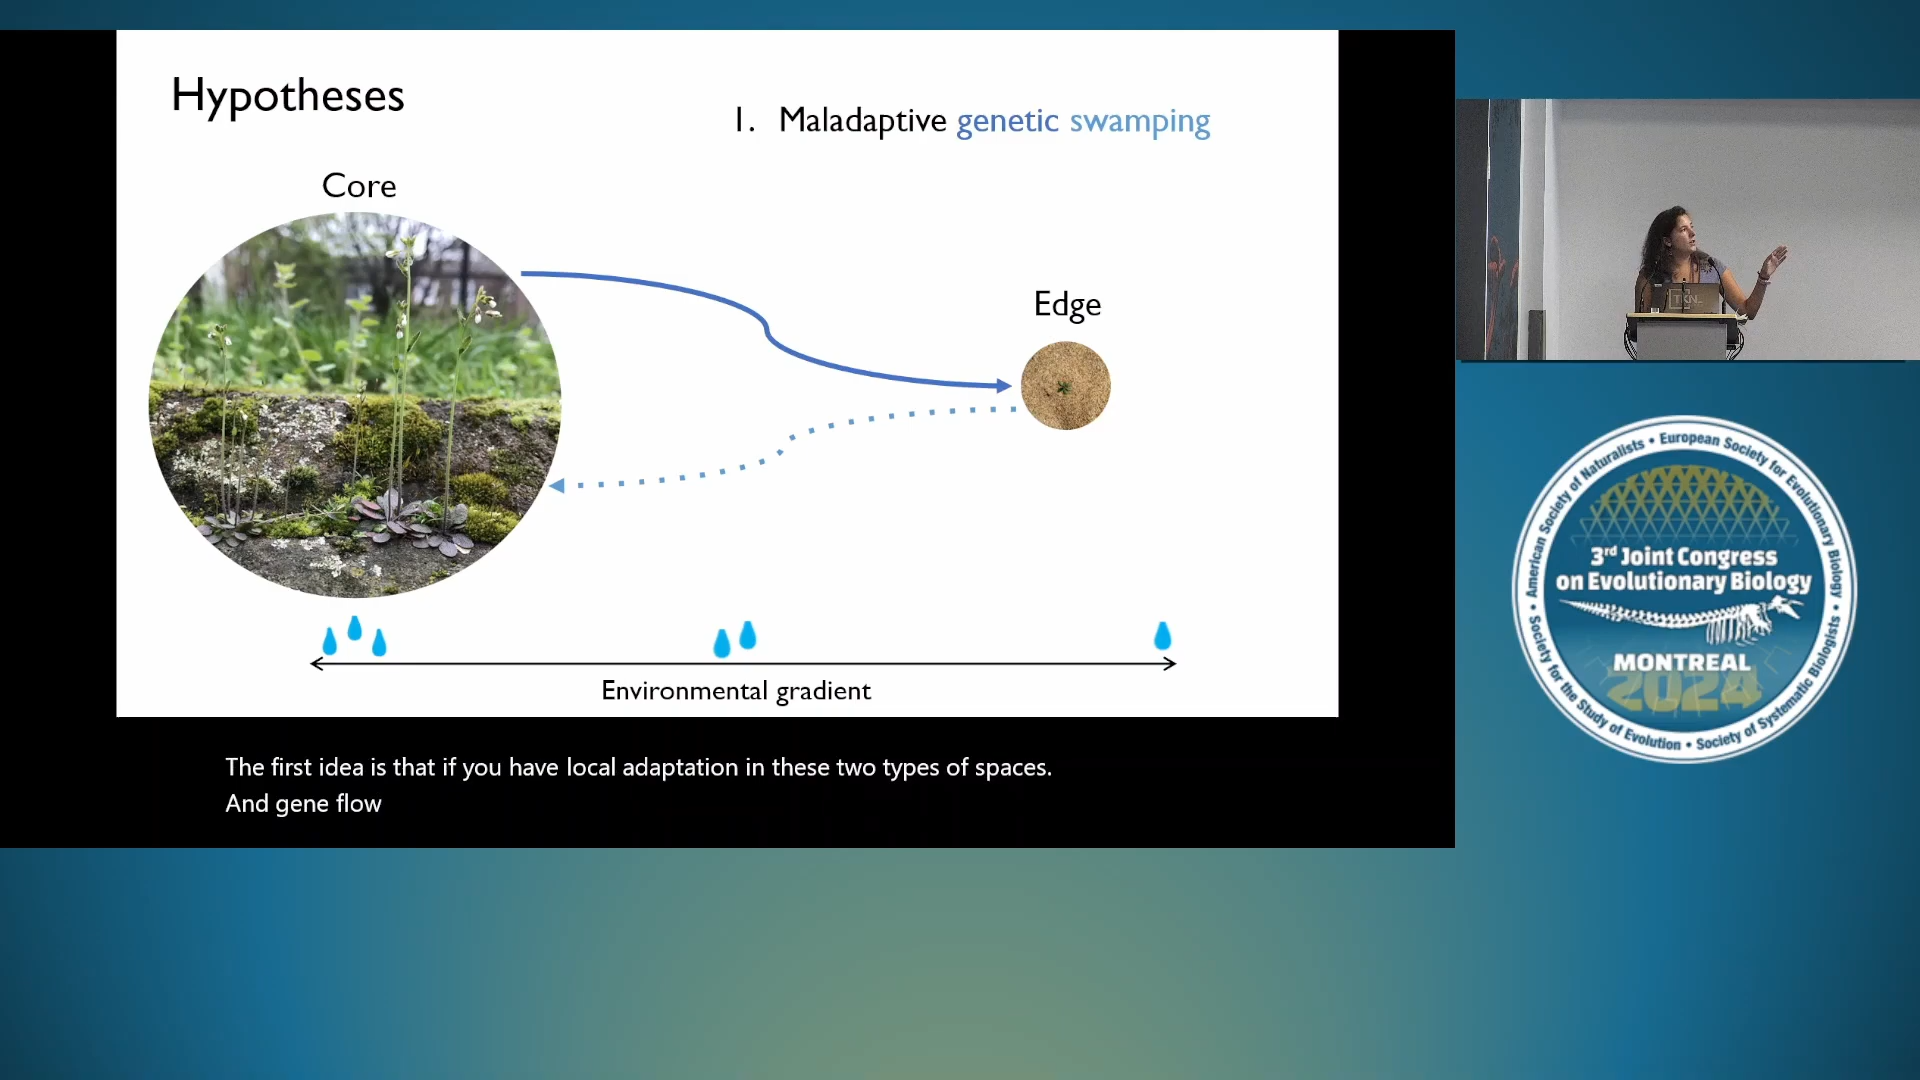 Hypotheses
1. Maladaptive genetic swamping
Core
Edge
Environmental gradient
The first idea is that if you have local adaptation in these two types of spaces.
And gene flow
TKN_
American Society of Naturalists • European Society for Evolutionary Biology • Society of Systematic Biologists • Society for the Study of Evolution •
3rd Joint Congress
on Evolutionary Biology
MONTREAL
2024